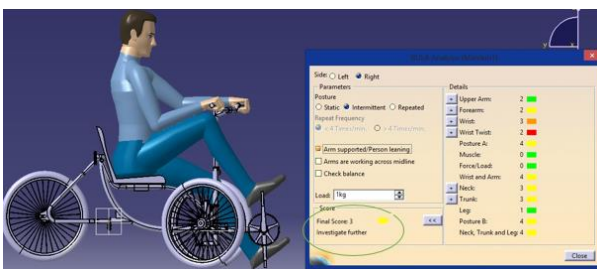 Side: Left Right
Parameters
Posture
Static Intermittent Repeated
Repeat Frequency
< 4 Times/min. > 4 Times/min.
Arm supported/Person leaning
Arms are working across midline
Check balance
Load: 1kg
Score
Final Score: 3
Investigate further
<<
Details
+ Upper Arm: 2
+ Forearm: 2
+ Wrist: 3
+ Wrist Twist: 2
Posture A: 4
Muscle: 0
Force/Load: 0
Wrist and Arm: 4
+ Neck: 3
+ Trunk: 3
Leg: 1
Posture B: 4
Neck, Trunk and Leg: 4
Close